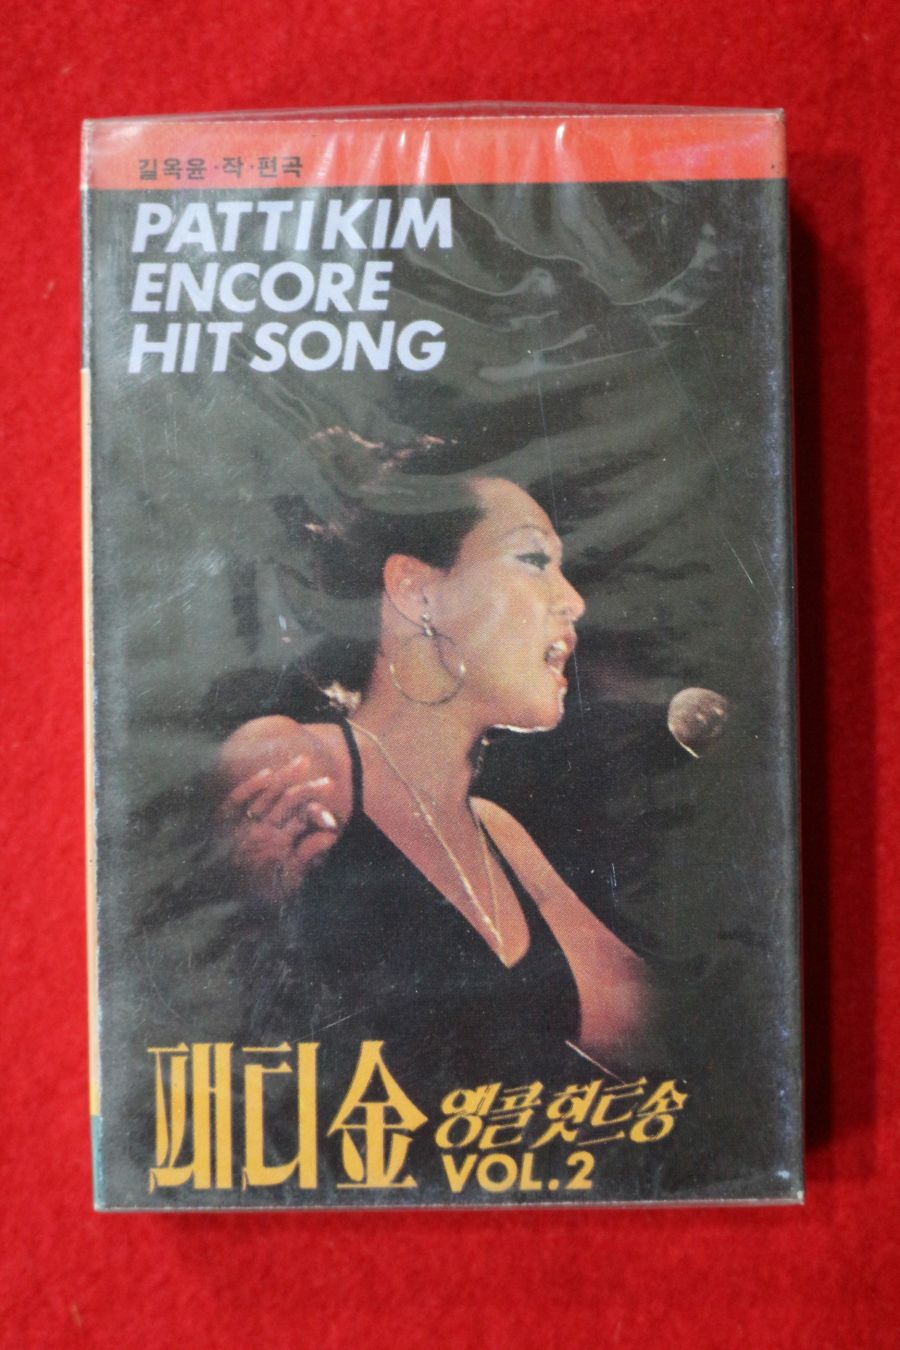 길옥윤·작·편곡
PATTI KIM
ENCORE
HIT SONG
패티金 앵콜 힛트송
VOL.2